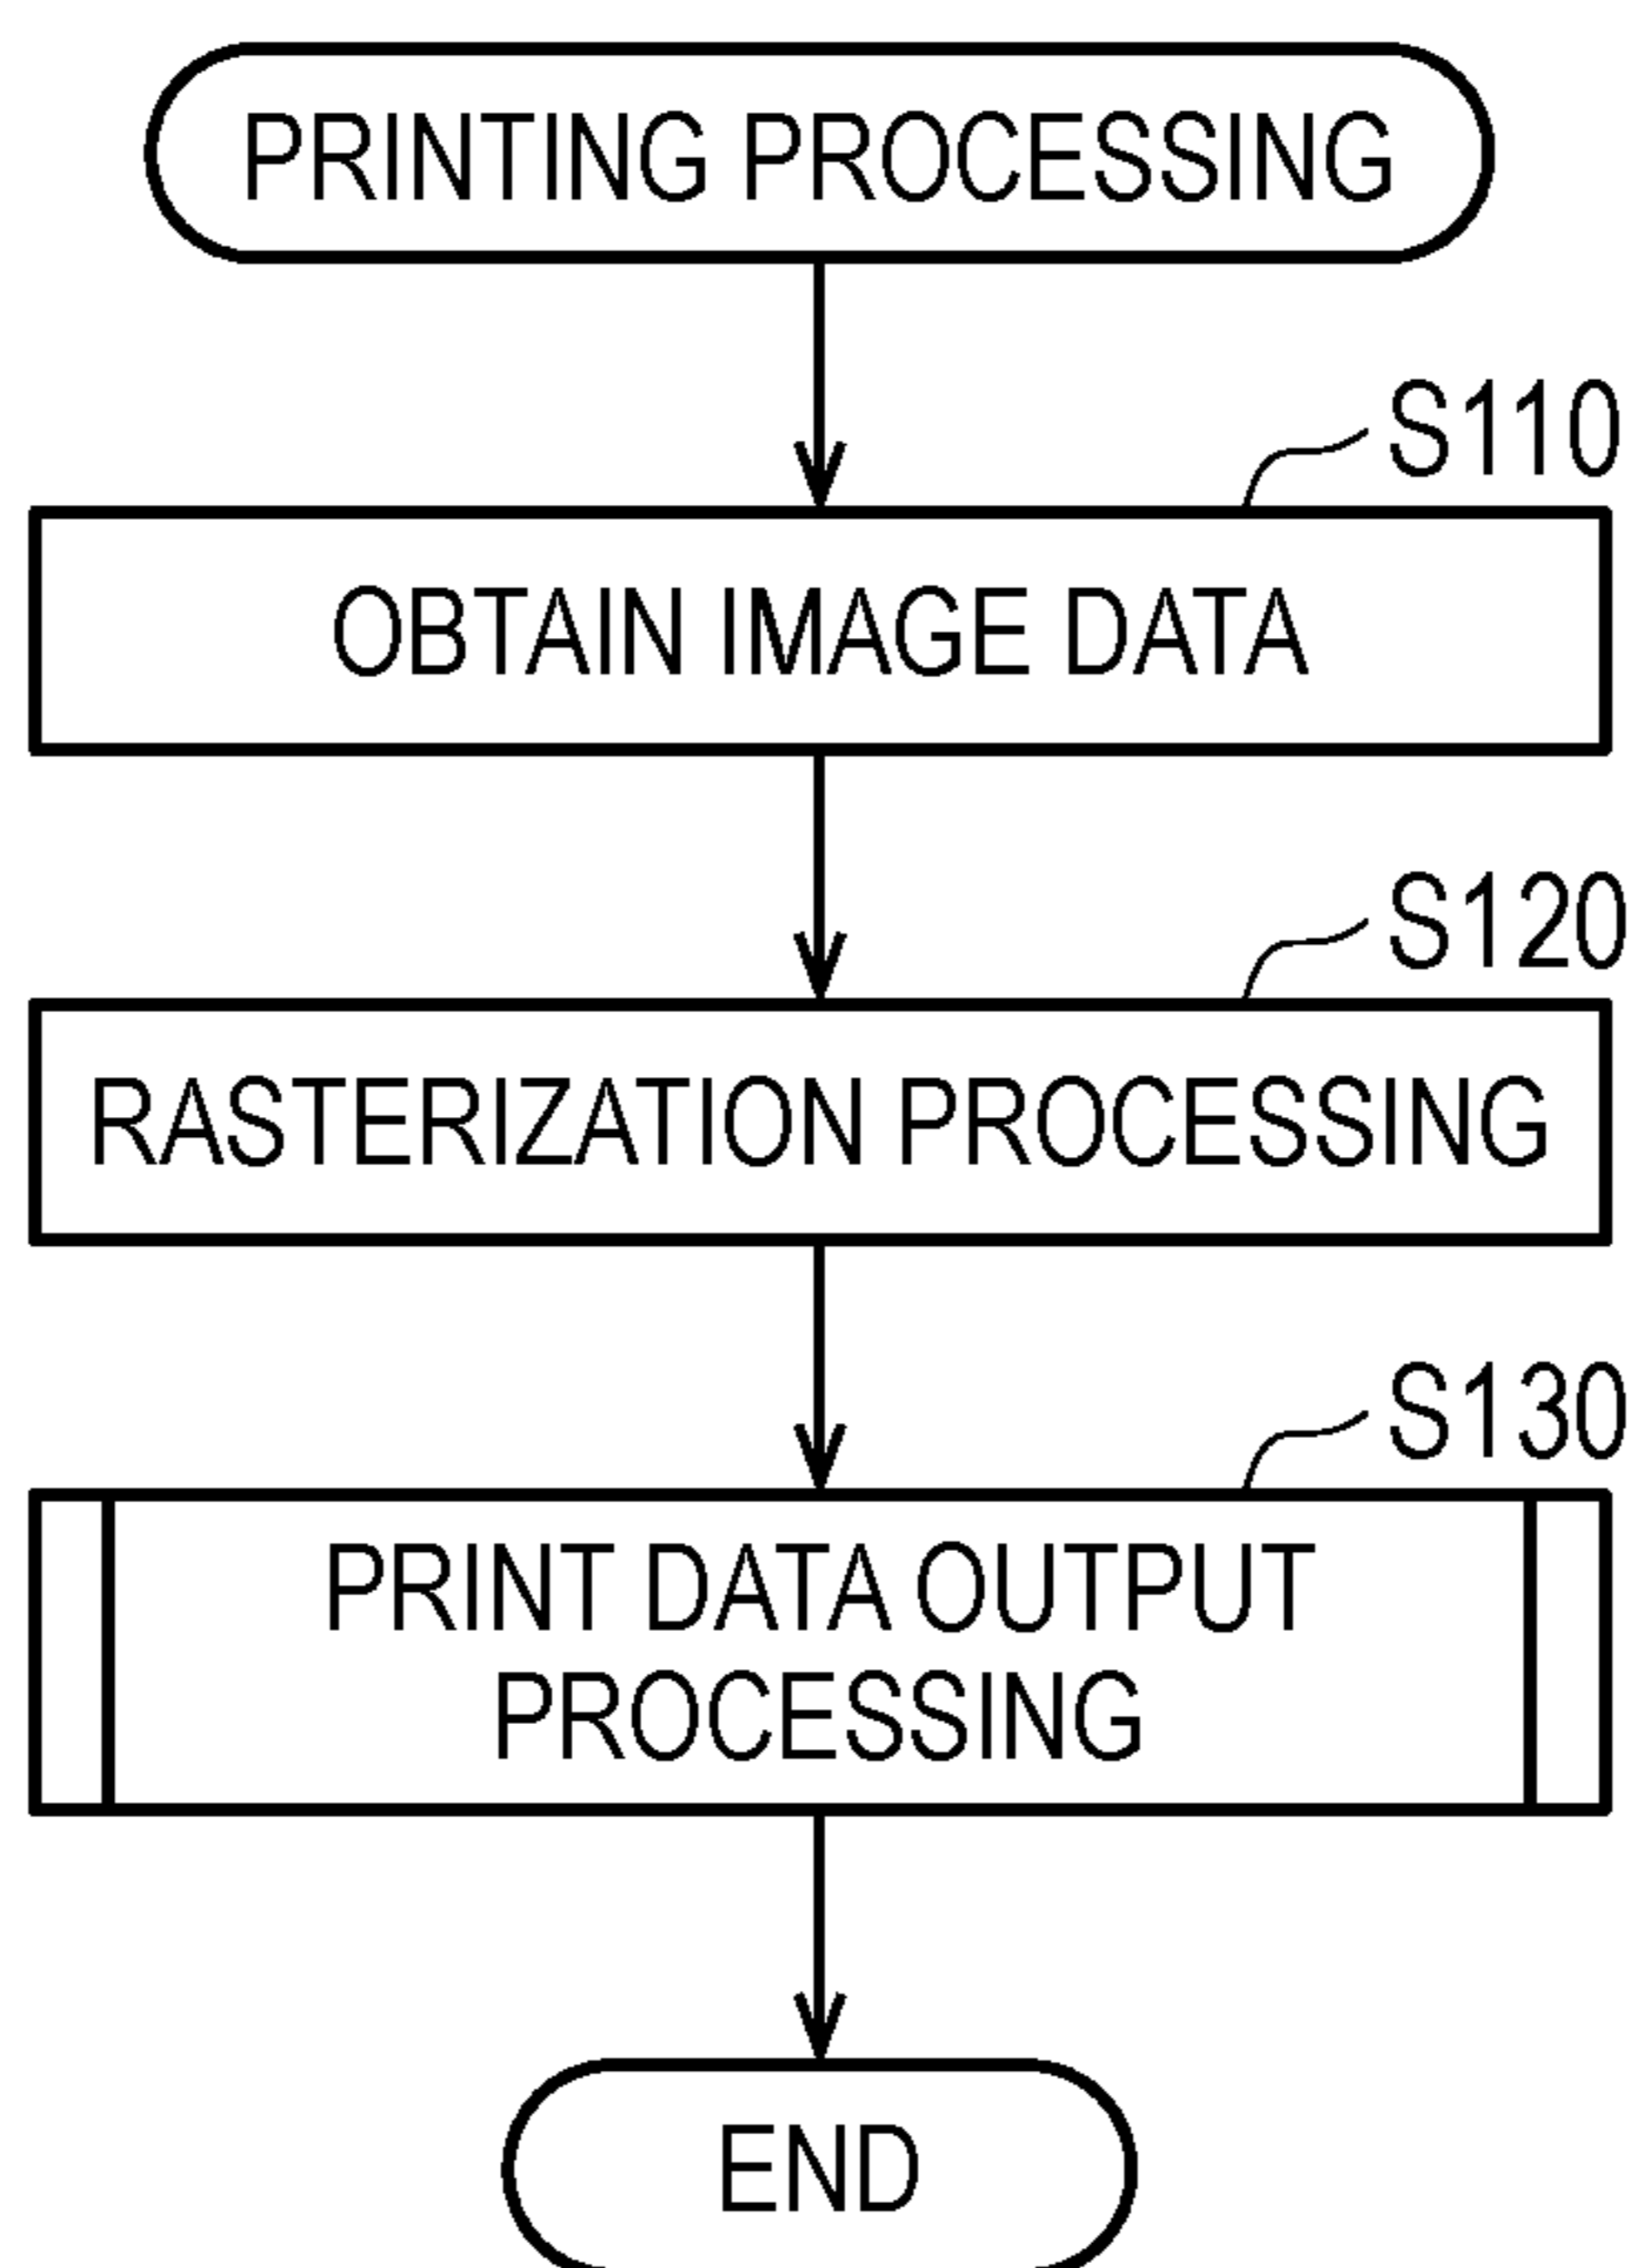 PRINTING PROCESSING
S110
OBTAIN IMAGE DATA
S120
RASTERIZATION PROCESSING
S130
PRINT DATA OUTPUT
PROCESSING
END